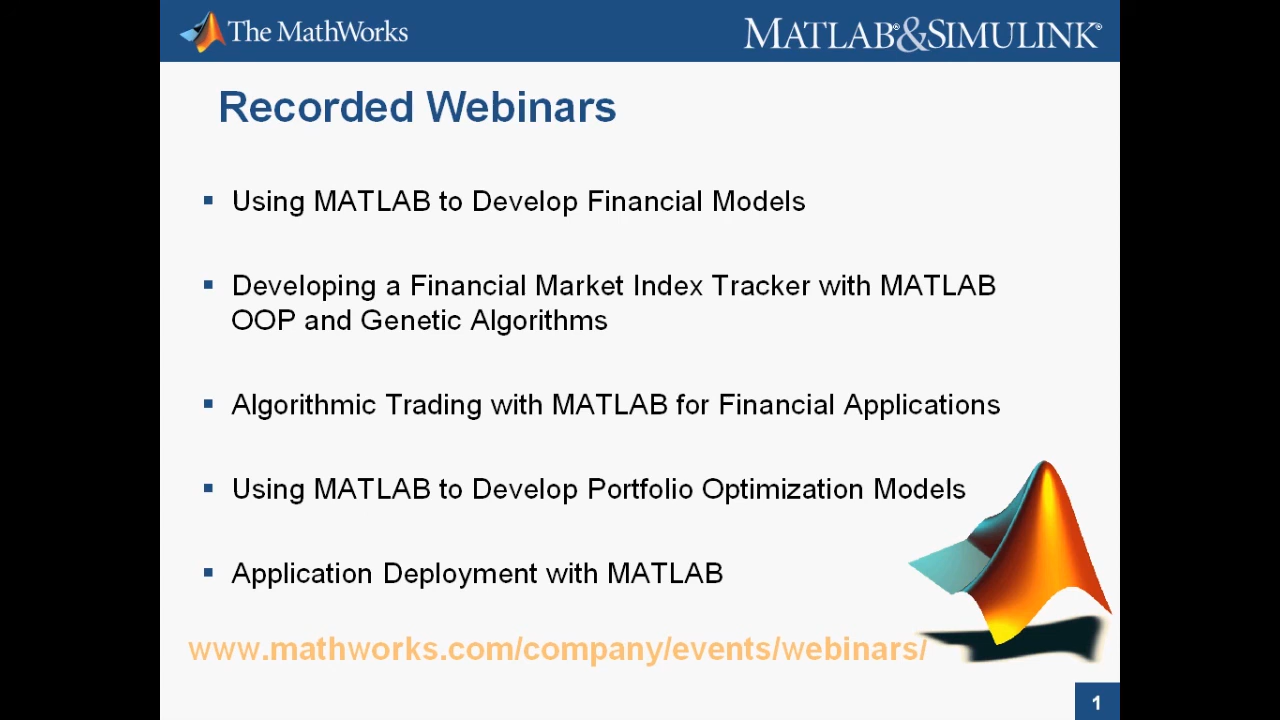 The MathWorks
MATLAB®&SIMULINK®
Recorded Webinars
▪ Using MATLAB to Develop Financial Models
▪ Developing a Financial Market Index Tracker with MATLAB
OOP and Genetic Algorithms
▪ Algorithmic Trading with MATLAB for Financial Applications
▪ Using MATLAB to Develop Portfolio Optimization Models
▪ Application Deployment with MATLAB
www.mathworks.com/company/events/webinars/
1